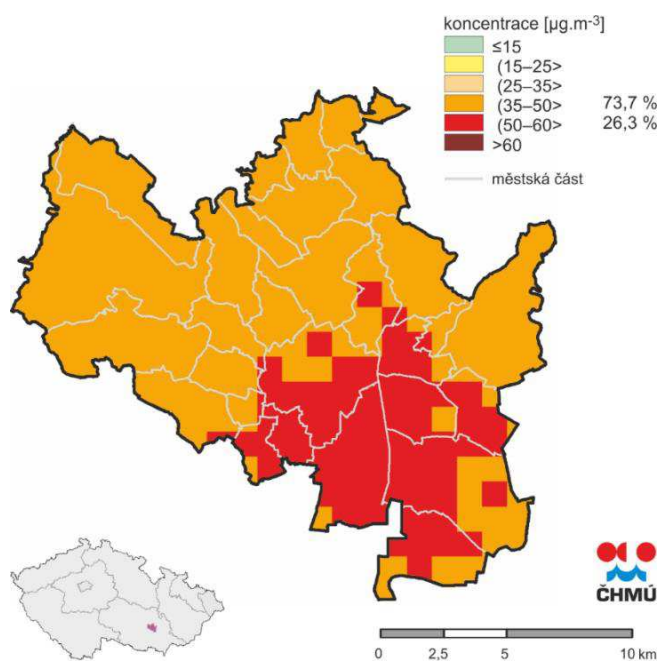 koncentrace [µg.m⁻³]
≤15
(15–25>
(25–35>
(35–50> 73,7 %
(50–60> 26,3 %
>60
městská část
ČHMÚ
0 2,5 5 10 km